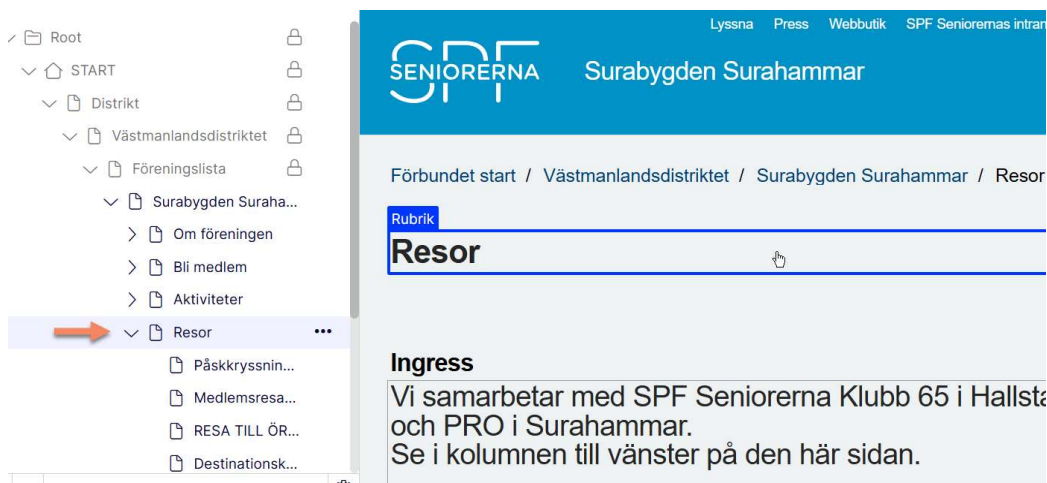 Root
START
Distrikt
Västmanlandsdistriktet
Föreningslista
Surabygden Suraha...
Om föreningen
Bli medlem
Aktiviteter
Resor
Påskkryssnin...
Medlemsresa...
RESA TILL ÖR...
Destinationsk...
Lyssna Press Webbutik SPF Seniorernas intran
SPF
SENIORERNA
Surabygden Surahammar
Förbundet start / Västmanlandsdistriktet / Surabygden Surahammar / Resor
Rubrik
Resor
Ingress
Vi samarbetar med SPF Seniorerna Klubb 65 i Hallsta
och PRO i Surahammar.
Se i kolumnen till vänster på den här sidan.